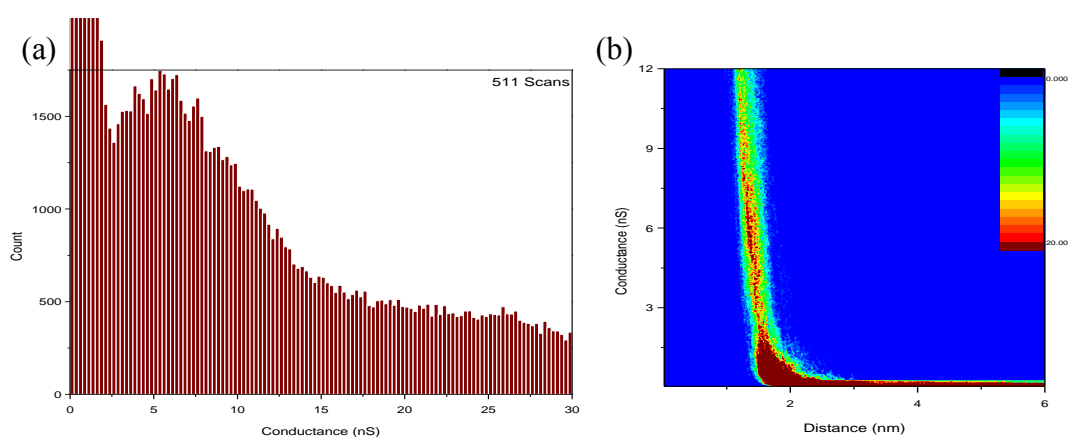 (a)
511 Scans
Count
1500
1000
500
0
0 5 10 15 20 25 30
Conductance (nS)
(b)
Conductance (nS)
12
9
6
3
2 4 6
Distance (nm)
0.000
20.00